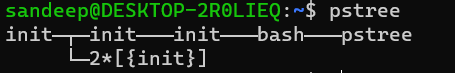 sandeep@DESKTOP-2R0LIEQ:~$ pstree
init─┬─init───init───bash───pstree
     └─2*[{init}]